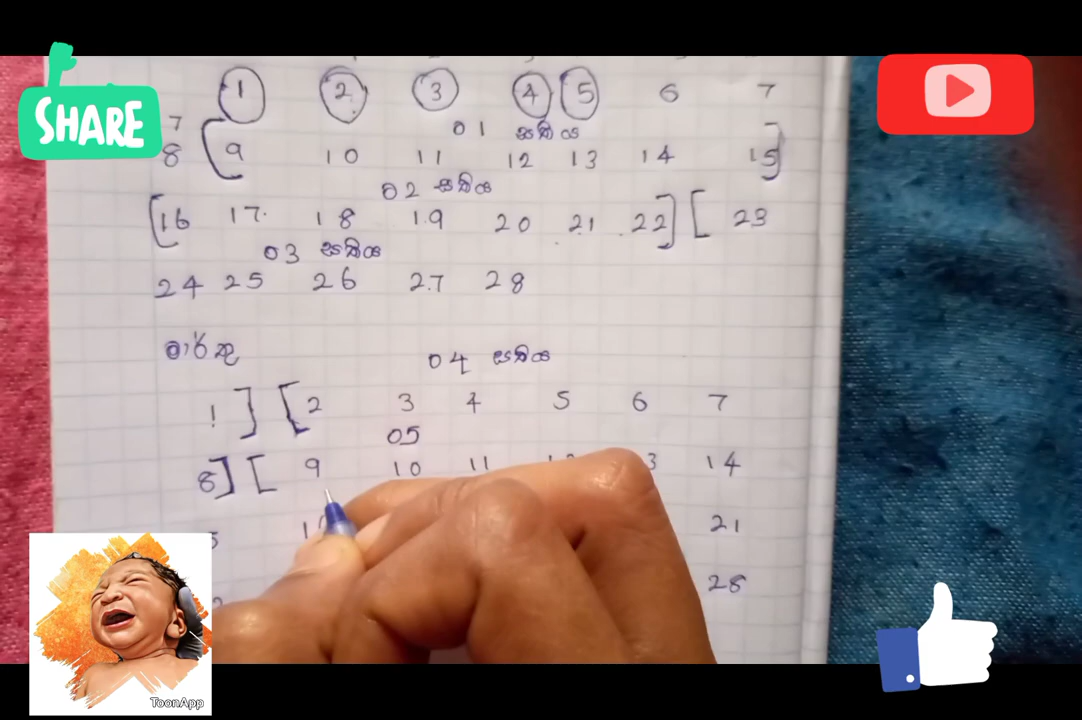 SHARE
1 2 3 4 5 6 7
7
01 සතිය
8 [9 10 11 12 13 14 15]
02 සතිය
[16 17. 18 19 20 21 22] [ 23
03 සතිය
24 25 26 27 28
මාර්තු
04 සතිය
1 ] [ 2 3 4 5 6 7
05
8] [ 9 10 11 14
21
28
ToonApp